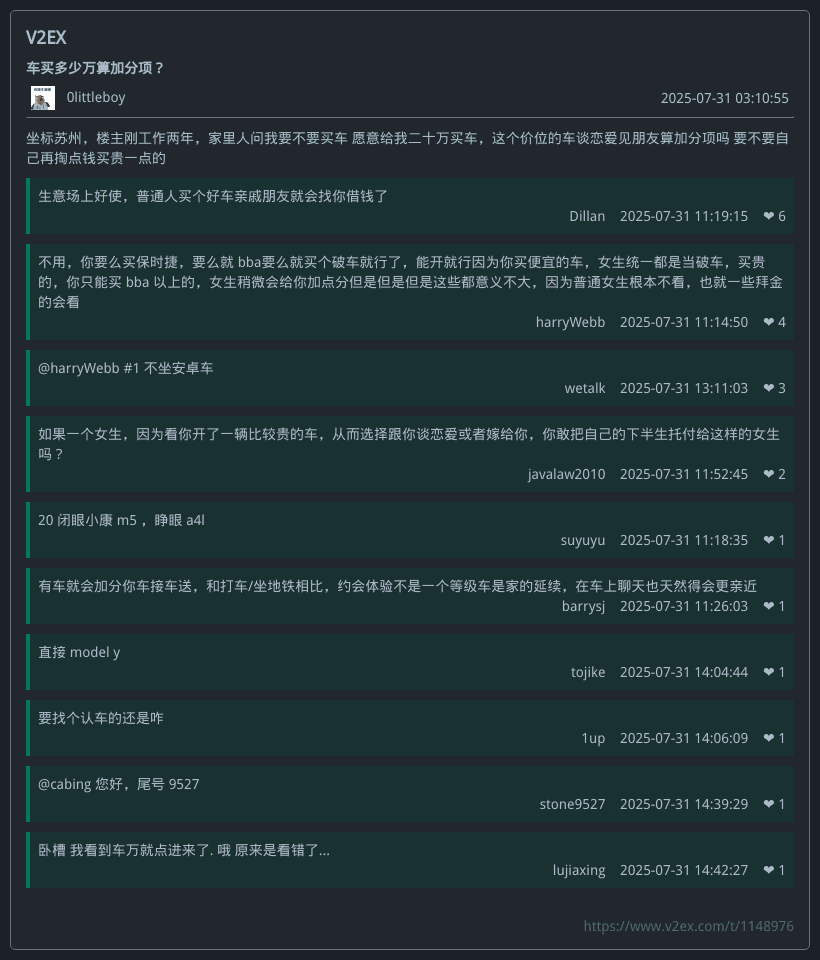 V2EX
车买多少万算加分项？
0littleboy
2025-07-31 03:10:55
坐标苏州，楼主刚工作两年，家里人问我要不要买车 愿意给我二十万买车，这个价位的车谈恋爱见朋友算加分项吗 要不要自
己再掏点钱买贵一点的
生意场上好使，普通人买个好车亲戚朋友就会找你借钱了
Dillan 2025-07-31 11:19:15 ❤ 6
不用，你要么买保时捷，要么就 bba要么就买个破车就行了，能开就行因为你买便宜的车，女生统一都是当破车，买贵
的，你只能买 bba 以上的，女生稍微会给你加点分但是但是但是这些都意义不大，因为普通女生根本不看，也就一些拜金
的会看
harryWebb 2025-07-31 11:14:50 ❤ 4
@harryWebb #1 不坐安卓车
wetalk 2025-07-31 13:11:03 ❤ 3
如果一个女生，因为看你开了一辆比较贵的车，从而选择跟你谈恋爱或者嫁给你，你敢把自己的下半生托付给这样的女生
吗？
javalaw2010 2025-07-31 11:52:45 ❤ 2
20 闭眼小康 m5 ，睁眼 a4l
suyuyu 2025-07-31 11:18:35 ❤ 1
有车就会加分你车接车送，和打车/坐地铁相比，约会体验不是一个等级车是家的延续，在车上聊天也天然得会更亲近
barrysj 2025-07-31 11:26:03 ❤ 1
直接 model y
tojike 2025-07-31 14:04:44 ❤ 1
要找个认车的还是咋
1up 2025-07-31 14:06:09 ❤ 1
@cabing 您好，尾号 9527
stone9527 2025-07-31 14:39:29 ❤ 1
卧槽 我看到车万就点进来了. 哦 原来是看错了...
lujiaxing 2025-07-31 14:42:27 ❤ 1
https://www.v2ex.com/t/1148976